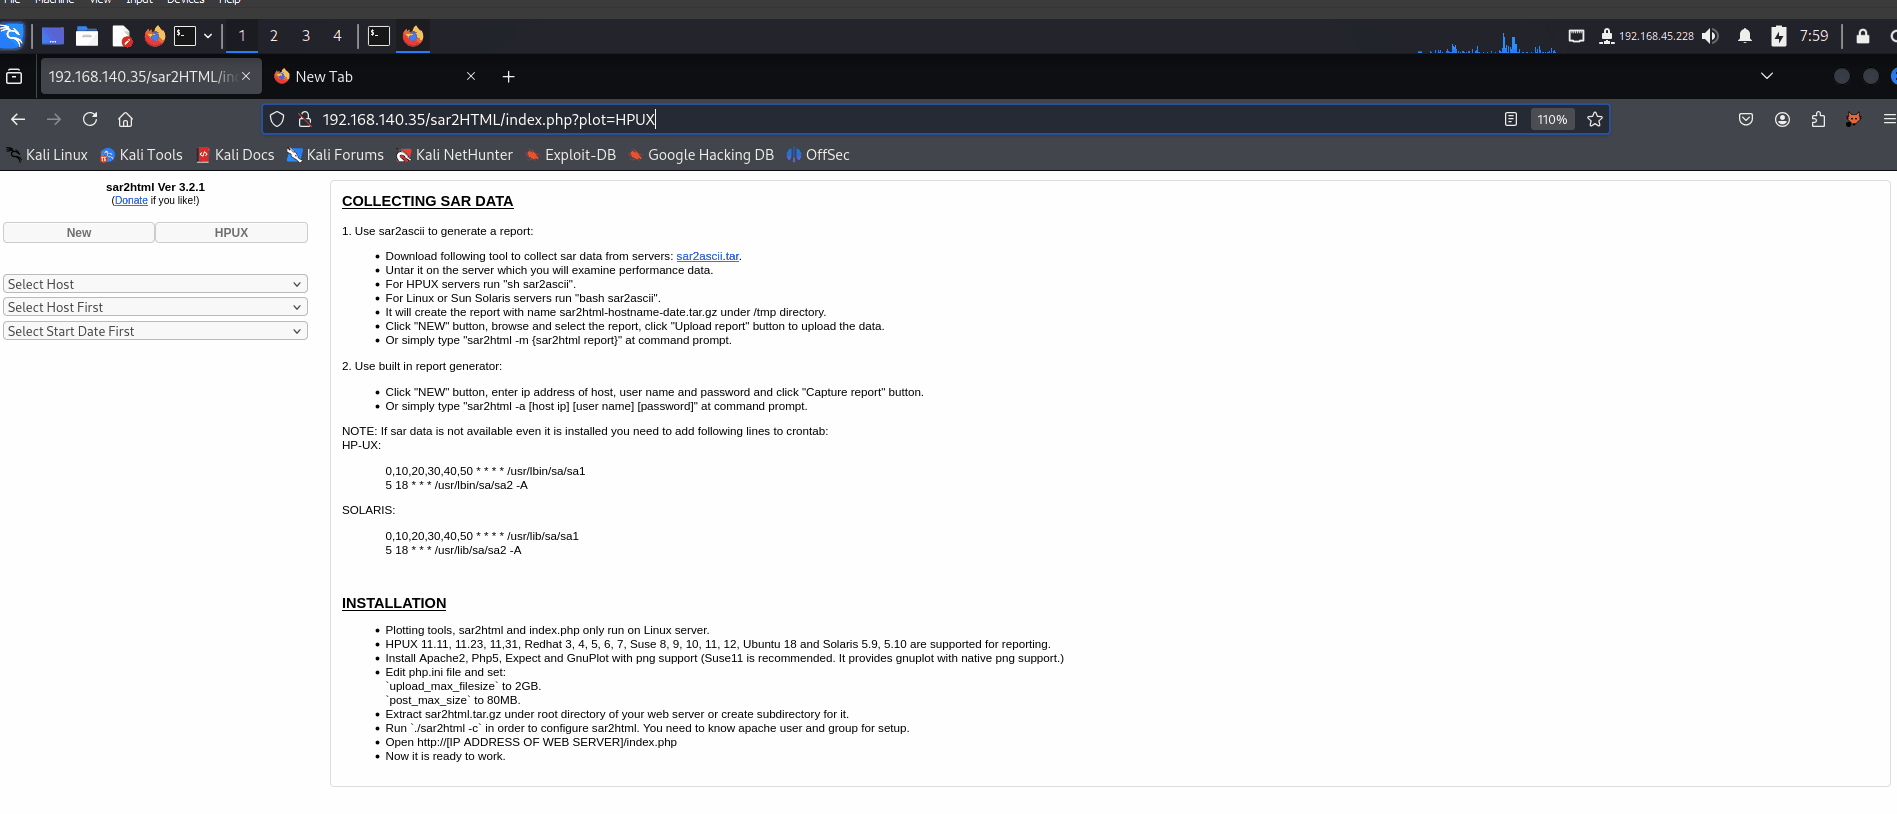 File Machine View Input Devices Help
1 2 3 4 192.168.45.228 7:59
192.168.140.35/sar2HTML/in New Tab
192.168.140.35/sar2HTML/index.php?plot=HPUX 110%
Kali Linux Kali Tools Kali Docs Kali Forums Kali NetHunter Exploit-DB Google Hacking DB OffSec
sar2html Ver 3.2.1
(Donate if you like!)
New HPUX
Select Host
Select Host First
Select Start Date First
COLLECTING SAR DATA
1. Use sar2ascii to generate a report:
• Download following tool to collect sar data from servers: sar2ascii.tar.
• Untar it on the server which you will examine performance data.
• For HPUX servers run "sh sar2ascii".
• For Linux or Sun Solaris servers run "bash sar2ascii".
• It will create the report with name sar2html-hostname-date.tar.gz under /tmp directory.
• Click "NEW" button, browse and select the report, click "Upload report" button to upload the data.
• Or simply type "sar2html -m {sar2html report}" at command prompt.
2. Use built in report generator:
• Click "NEW" button, enter ip address of host, user name and password and click "Capture report" button.
• Or simply type "sar2html -a [host ip] [user name] [password]" at command prompt.
NOTE: If sar data is not available even it is installed you need to add following lines to crontab:
HP-UX:
0,10,20,30,40,50 * * * * /usr/lbin/sa/sa1
5 18 * * * /usr/lbin/sa/sa2 -A
SOLARIS:
0,10,20,30,40,50 * * * * /usr/lib/sa/sa1
5 18 * * * /usr/lib/sa/sa2 -A
INSTALLATION
• Plotting tools, sar2html and index.php only run on Linux server.
• HPUX 11.11, 11.23, 11,31, Redhat 3, 4, 5, 6, 7, Suse 8, 9, 10, 11, 12, Ubuntu 18 and Solaris 5.9, 5.10 are supported for reporting.
• Install Apache2, Php5, Expect and GnuPlot with png support (Suse11 is recommended. It provides gnuplot with native png support.)
• Edit php.ini file and set:
`upload_max_filesize` to 2GB.
`post_max_size` to 80MB.
• Extract sar2html.tar.gz under root directory of your web server or create subdirectory for it.
• Run `./sar2html -c` in order to configure sar2html. You need to know apache user and group for setup.
• Open http://[IP ADDRESS OF WEB SERVER]/index.php
• Now it is ready to work.